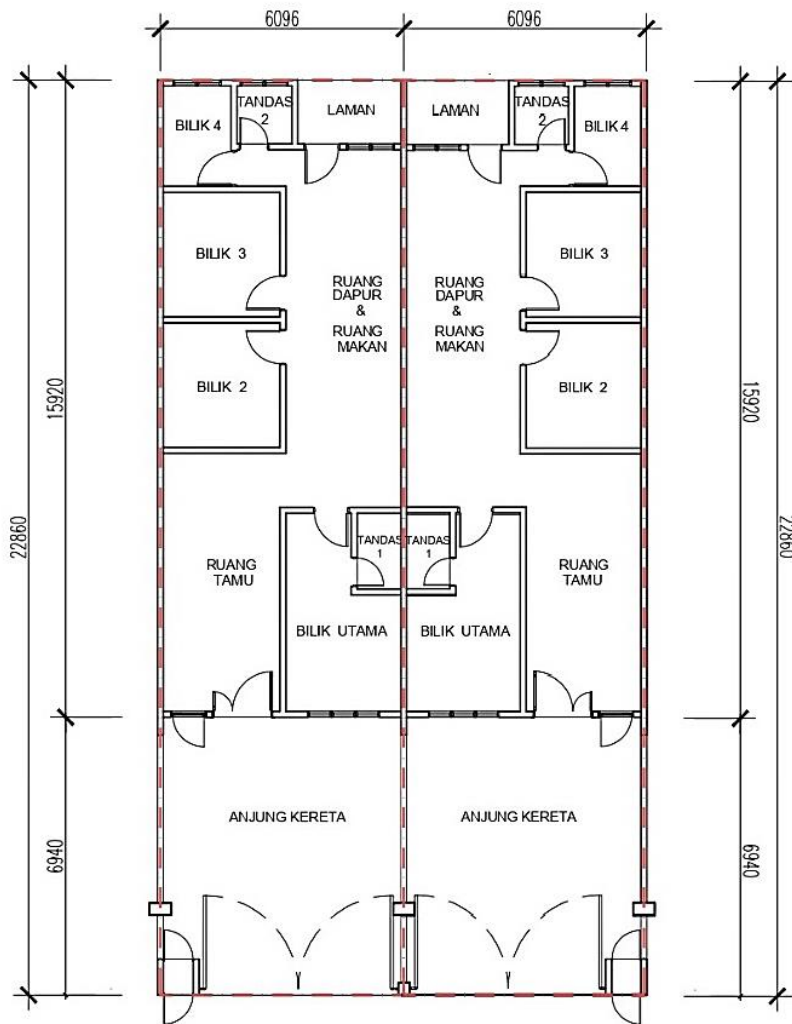 6096
6096
TANDAS
2
LAMAN
LAMAN
TANDAS
2
BILIK 4
BILIK 4
BILIK 3
BILIK 3
RUANG
DAPUR
&
RUANG
MAKAN
RUANG
DAPUR
&
RUANG
MAKAN
BILIK 2
BILIK 2
15920
15920
22860
22860
TANDAS
1
TANDAS
1
RUANG
TAMU
RUANG
TAMU
BILIK UTAMA
BILIK UTAMA
ANJUNG KERETA
ANJUNG KERETA
6940
6940